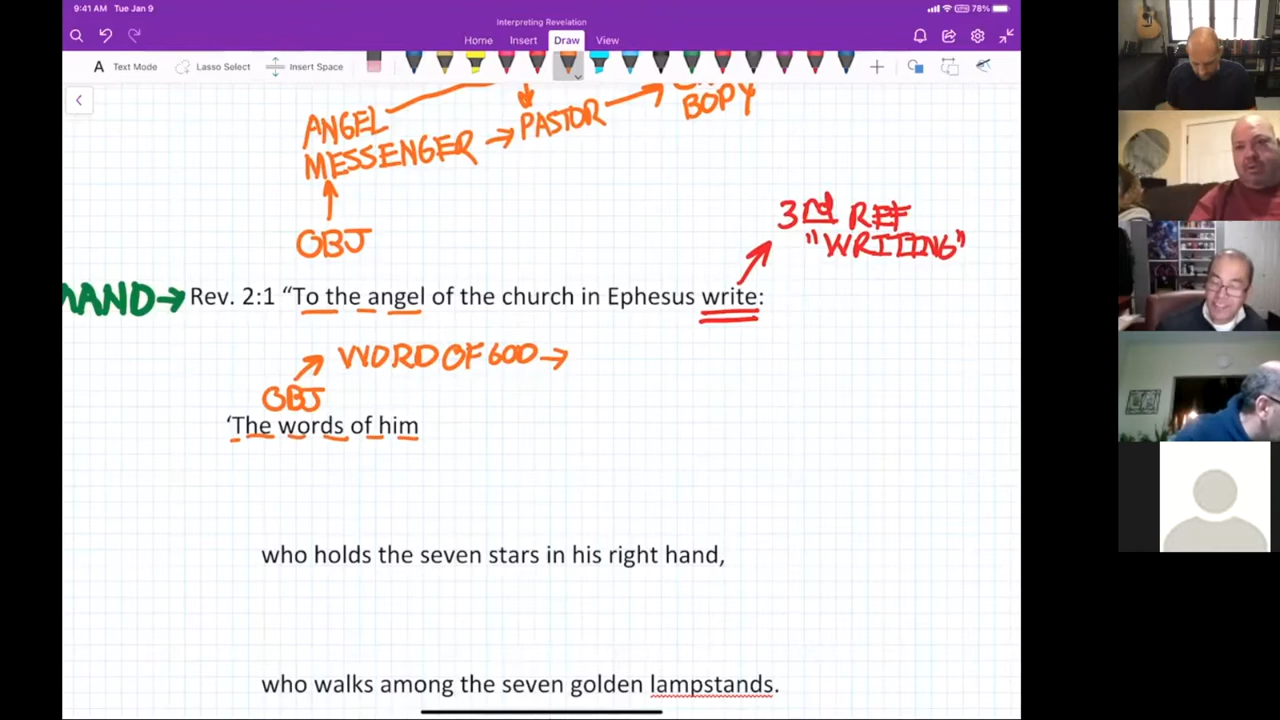 9:41 AM Tue Jan 9
78%
Interpreting Revelation
Home Insert Draw View
A Text Mode Lasso Select Insert Space
ANGEL
MESSENGER → PASTOR → BODY
OBJ
3rd REF
"WRITING"
Rev. 2:1 “To the angel of the church in Ephesus write:
WORD OF GOD →
OBJ
‘The words of him
who holds the seven stars in his right hand,
who walks among the seven golden lampstands.